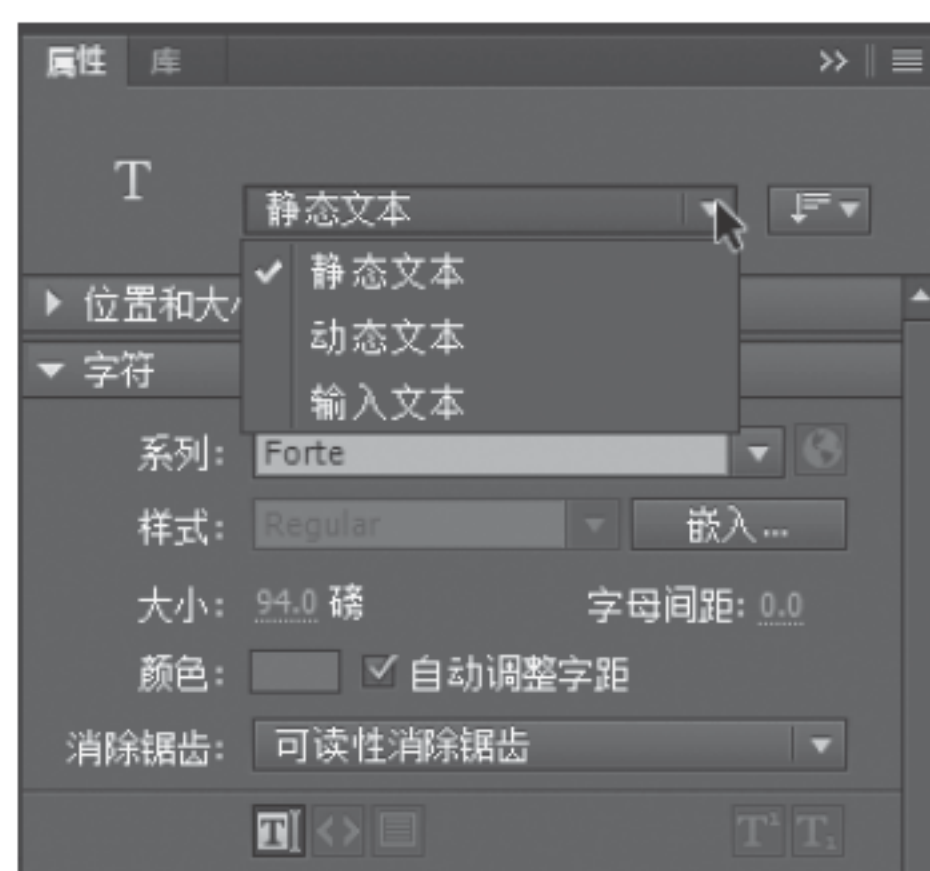 属性 库
T
静态文本
静态文本
位置和大小
动态文本
字符
输入文本
系列: Forte
样式: Regular 嵌入...
大小: 94.0 磅 字母间距: 0.0
颜色: 自动调整字距
消除锯齿: 可读性消除锯齿
T T¹ T₁